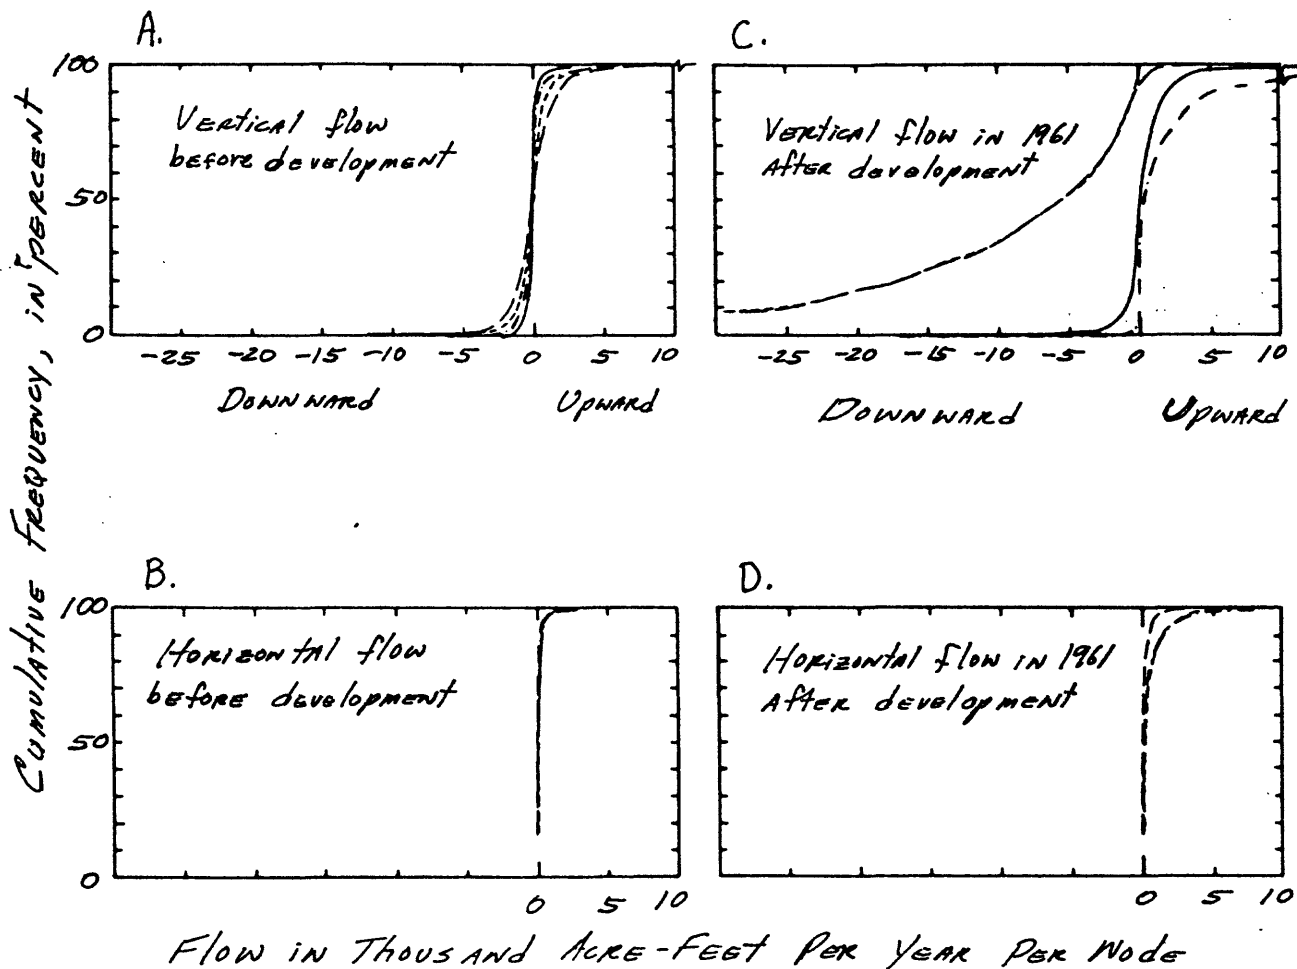 A.
100
50
0
Vertical flow
before development
-25 -20 -15 -10 -5 0 5 10
Downward Upward
C.
Vertical flow in 1961
After development
-25 -20 -15 -10 -5 0 5 10
Downward Upward
Cumulative Frequency, in percent
B.
100
50
0
Horizontal flow
before development
0 5 10
D.
Horizontal flow in 1961
After development
0 5 10
Flow in Thousand Acre-Feet Per Year Per Node